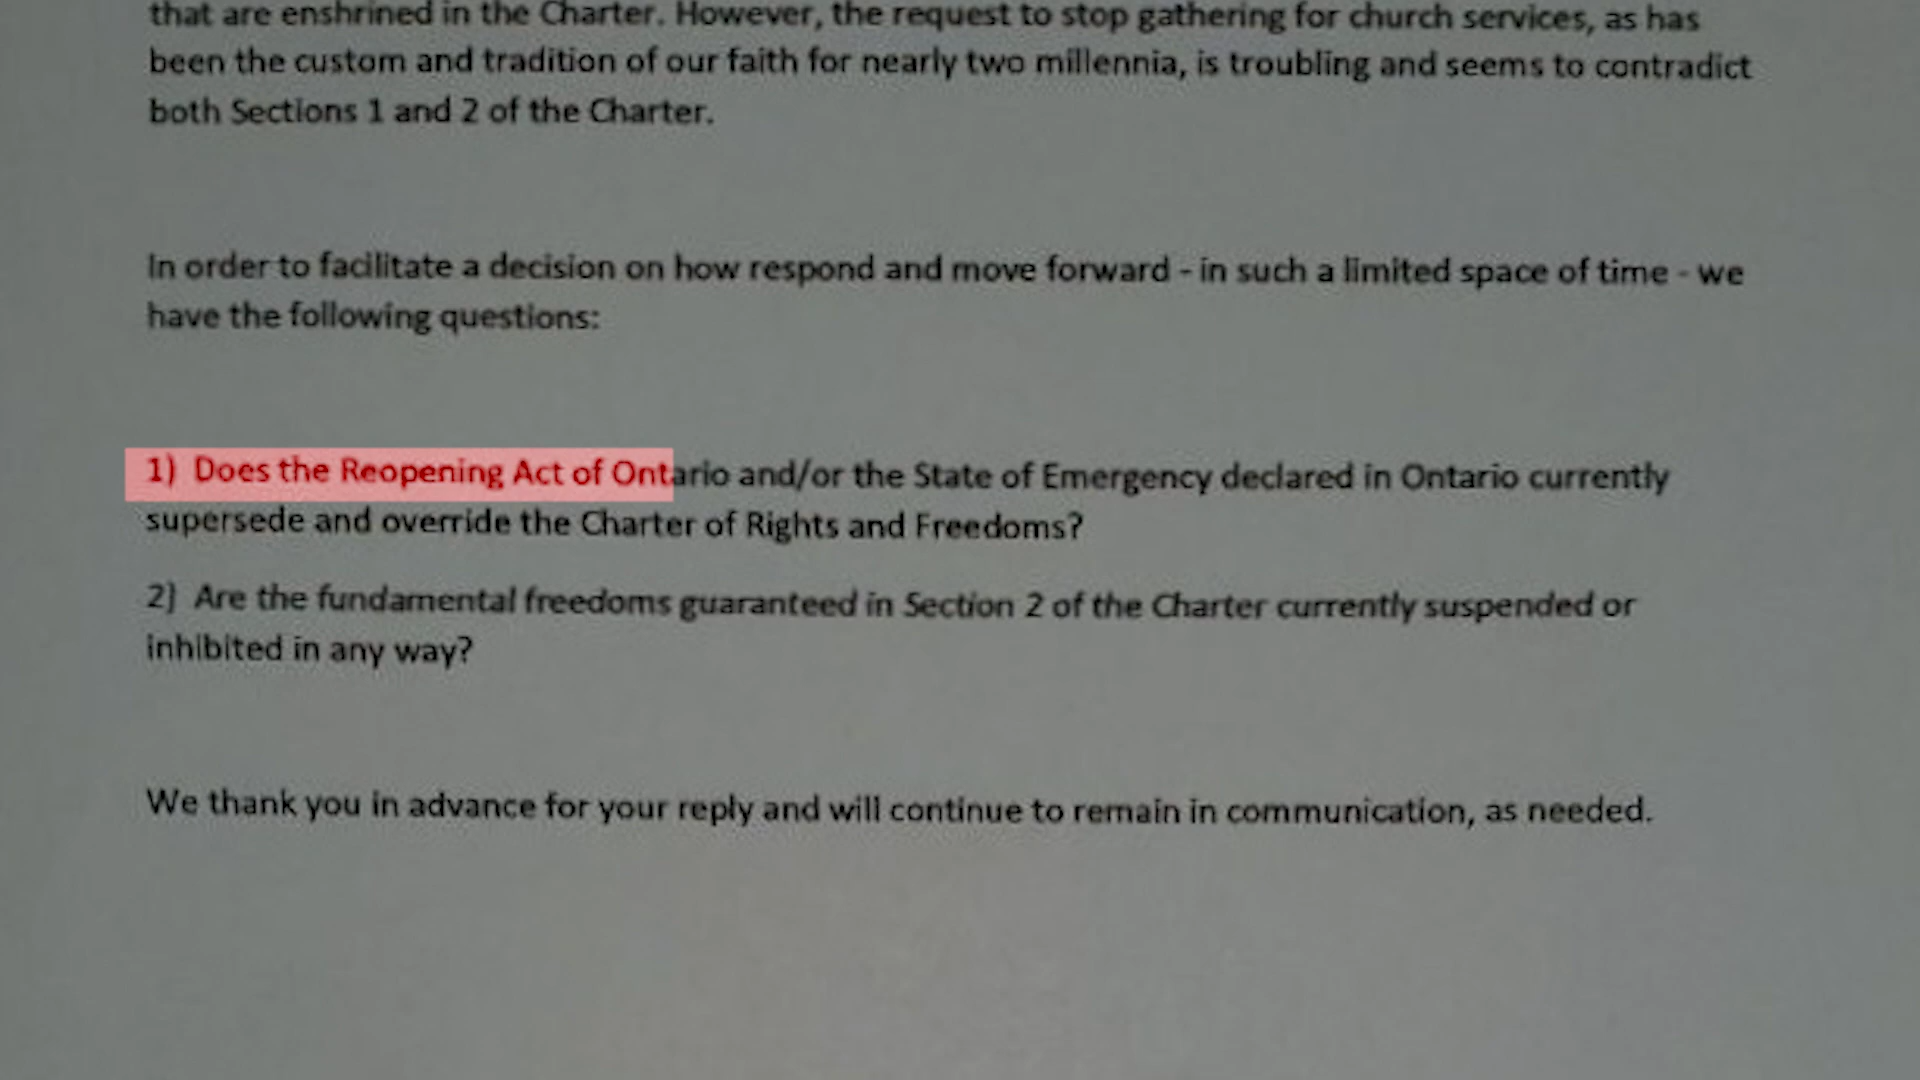 that are enshrined in the Charter. However, the request to stop gathering for church services, as has
been the custom and tradition of our faith for nearly two millennia, is troubling and seems to contradict
both Sections 1 and 2 of the Charter.
In order to facilitate a decision on how respond and move forward - in such a limited space of time - we
have the following questions:
1) Does the Reopening Act of Ontario and/or the State of Emergency declared in Ontario currently
supersede and override the Charter of Rights and Freedoms?
2) Are the fundamental freedoms guaranteed in Section 2 of the Charter currently suspended or
inhibited in any way?
We thank you in advance for your reply and will continue to remain in communication, as needed.